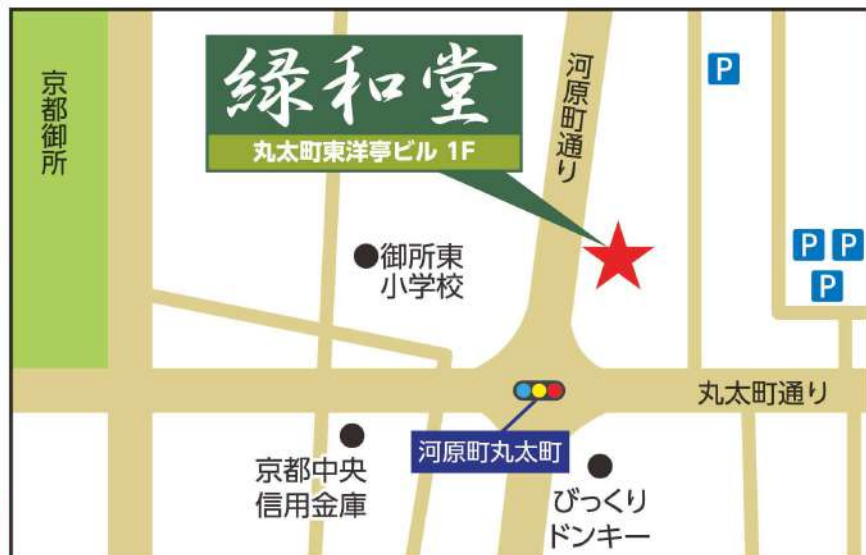 京都御所
緑和堂
丸太町東洋亭ビル 1F
河原町通り
P
P P
P
御所東
小学校
丸太町通り
河原町丸太町
京都中央
信用金庫
びっくり
ドンキー